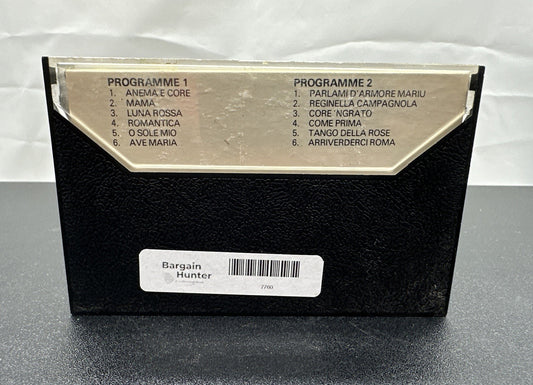 PROGRAMME 1
1. ANEMA E CORE
2. MAMA
3. LUNA ROSSA
4. ROMANTICA
5. O SOLE MIO
6. AVE MARIA
PROGRAMME 2
1. PARLAMI D'ARMORE MARIU
2. REGINELLA CAMPAGNOLA
3. CORE 'NGRATO
4. COME PRIMA
5. TANGO DELLA ROSE
6. ARRIVERDERCI ROMA
Bargain
Hunter
7760